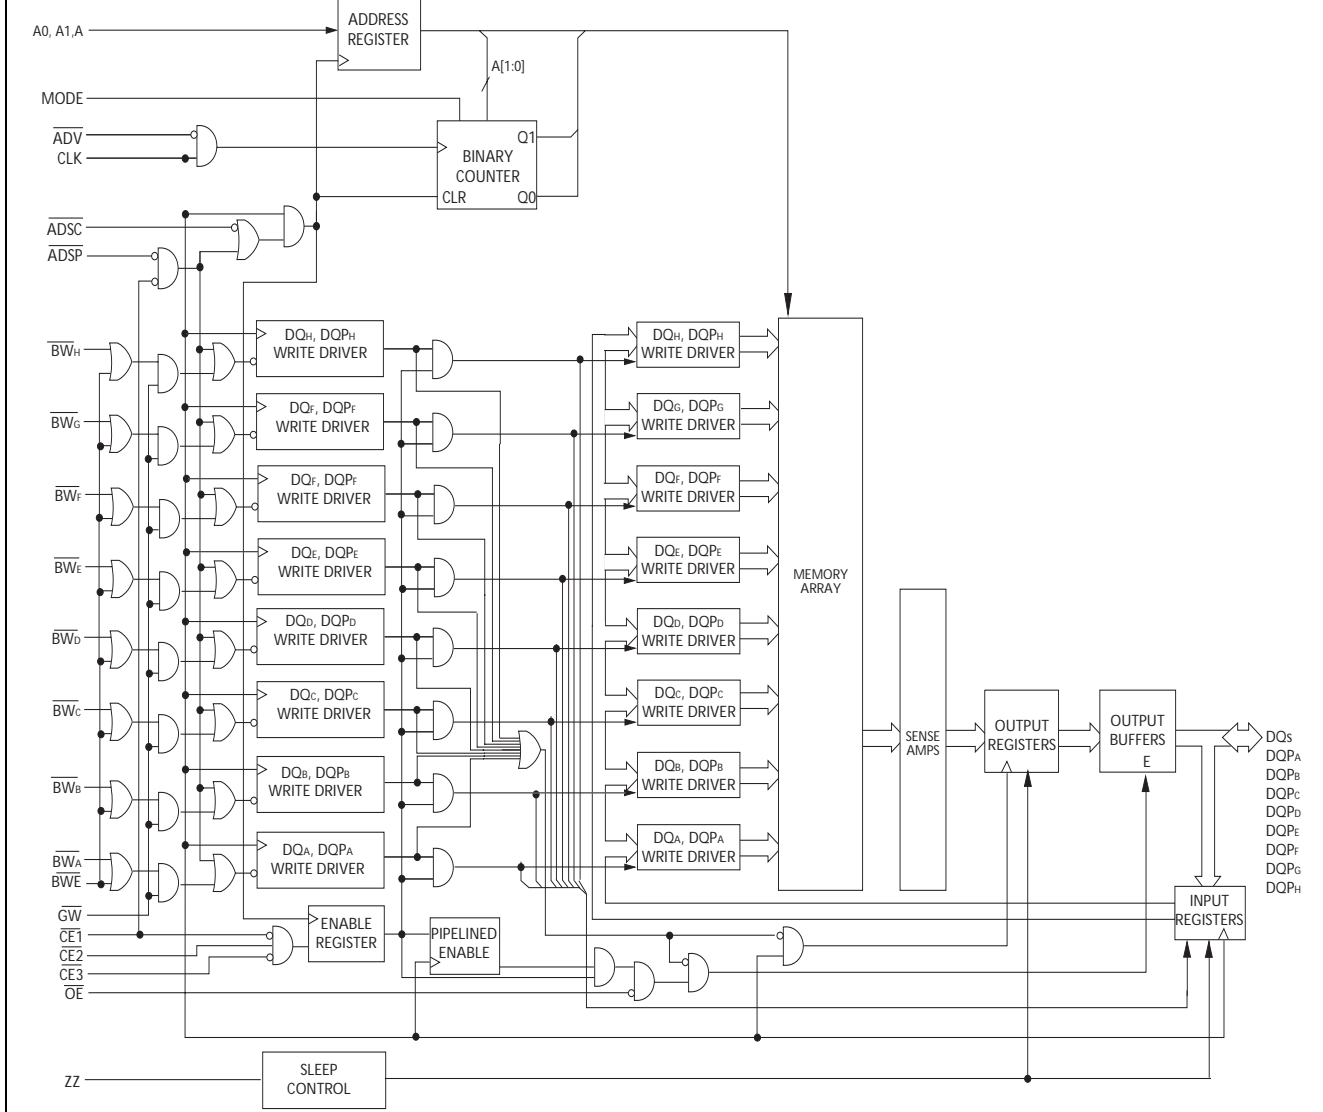 A0, A1,A
ADDRESS
REGISTER
A[1:0]
MODE
ADV
CLK
Q1
BINARY
COUNTER
CLR
Q0
ADSC
ADSP
BWH
DQH, DQPH
WRITE DRIVER
DQH, DQPH
WRITE DRIVER
BWG
DQF, DQPF
WRITE DRIVER
DQG, DQPG
WRITE DRIVER
BWF
DQF, DQPF
WRITE DRIVER
DQF, DQPF
WRITE DRIVER
BWE
DQE, DQPE
WRITE DRIVER
DQE, DQPE
WRITE DRIVER
MEMORY
ARRAY
BWD
DQD, DQPD
WRITE DRIVER
DQD, DQPD
WRITE DRIVER
BWC
DQC, DQPC
WRITE DRIVER
DQC, DQPC
WRITE DRIVER
SENSE
AMPS
OUTPUT
REGISTERS
OUTPUT
BUFFERS
E
DQs
DQPA
DQPB
DQPC
DQPD
DQPE
DQPF
DQPG
DQPH
BWB
DQB, DQPB
WRITE DRIVER
DQB, DQPB
WRITE DRIVER
BWA
BWE
DQA, DQPA
WRITE DRIVER
DQA, DQPA
WRITE DRIVER
INPUT
REGISTERS
GW
CE1
CE2
CE3
OE
ENABLE
REGISTER
PIPELINED
ENABLE
ZZ
SLEEP
CONTROL